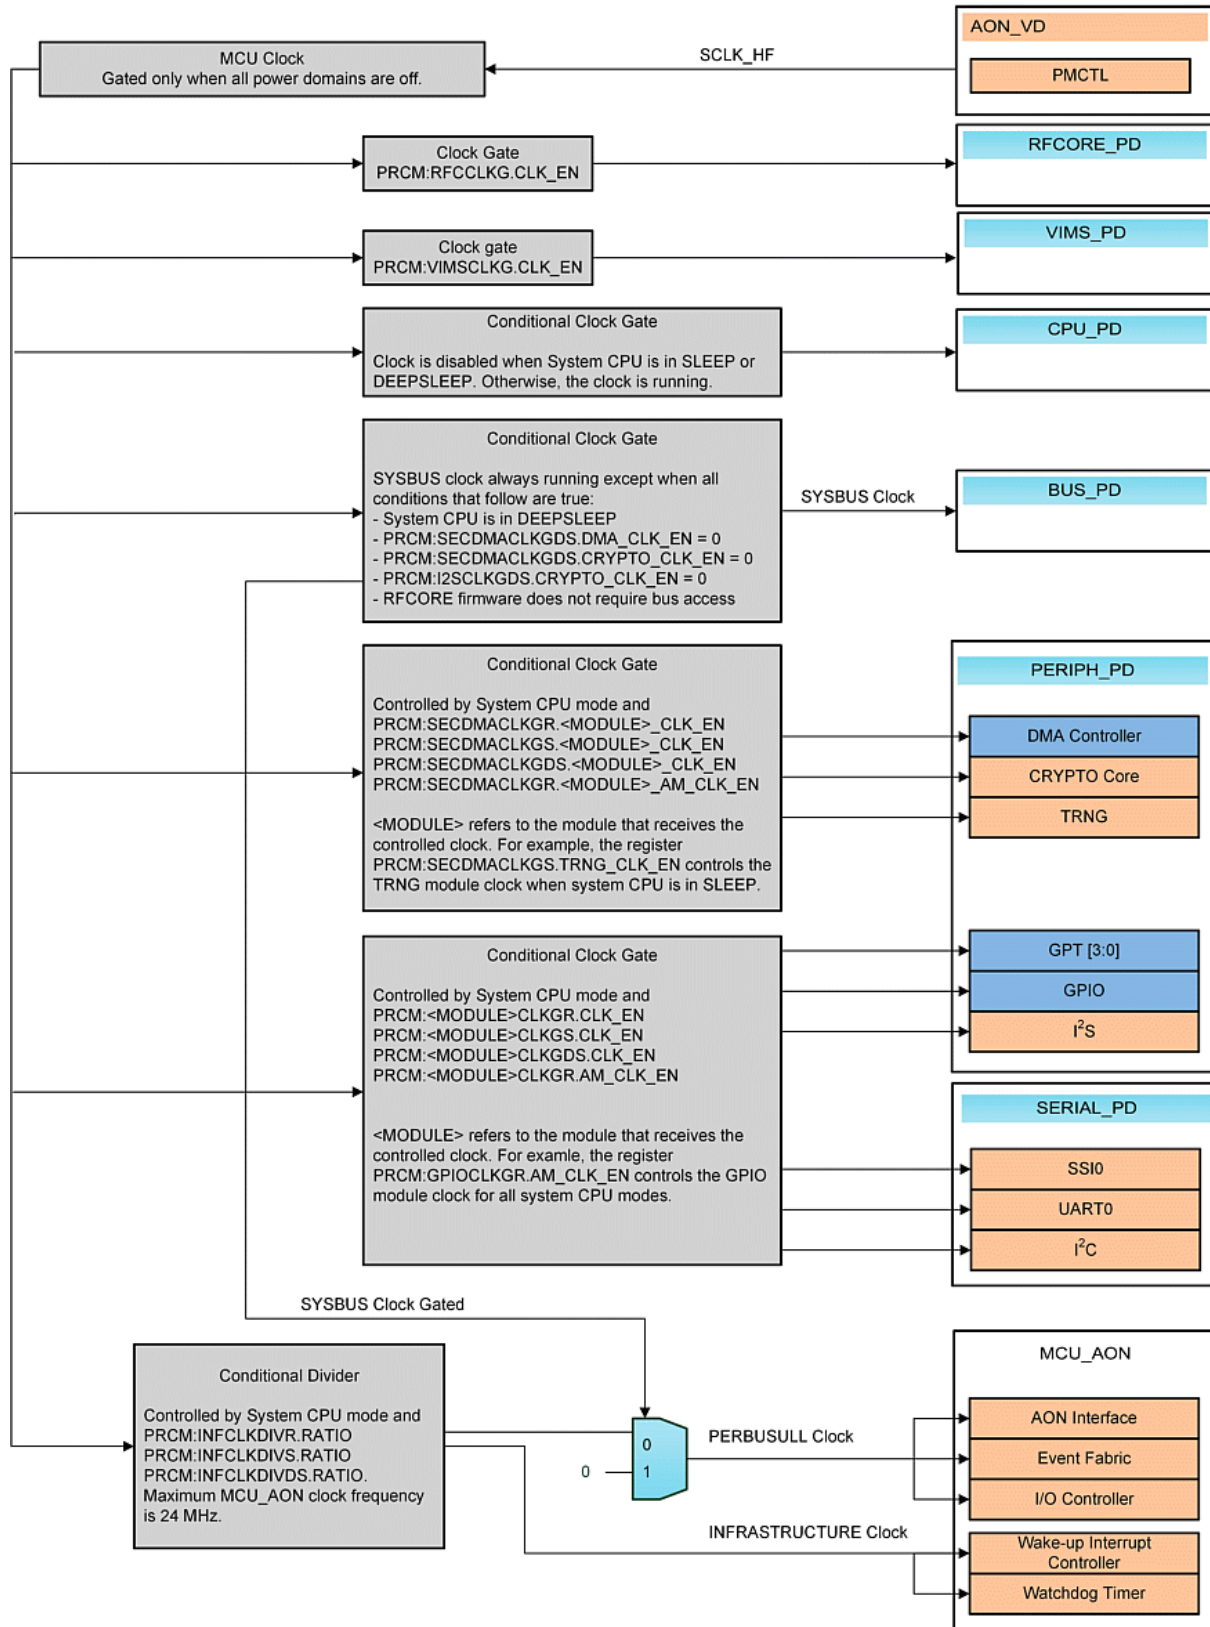 AON_VD
PMCTL
SCLK_HF
MCU Clock
Gated only when all power domains are off.
Clock Gate
PRCM:RFCCLKG.CLK_EN
RFCORE_PD
Clock gate
PRCM:VIMSCLKG.CLK_EN
VIMS_PD
Conditional Clock Gate
Clock is disabled when System CPU is in SLEEP or
DEEPSLEEP. Otherwise, the clock is running.
CPU_PD
Conditional Clock Gate
SYSBUS clock always running except when all
conditions that follow are true:
- System CPU is in DEEPSLEEP
- PRCM:SECDMACLKGDS.DMA_CLK_EN = 0
- PRCM:SECDMACLKGDS.CRYPTO_CLK_EN = 0
- PRCM:I2SCLKGDS.CRYPTO_CLK_EN = 0
- RFCORE firmware does not require bus access
SYSBUS Clock
BUS_PD
Conditional Clock Gate
Controlled by System CPU mode and
PRCM:SECDMACLKGR.<MODULE>_CLK_EN
PRCM:SECDMACLKGS.<MODULE>_CLK_EN
PRCM:SECDMACLKGDS.<MODULE>_CLK_EN
PRCM:SECDMACLKGR.<MODULE>_AM_CLK_EN
<MODULE> refers to the module that receives the
controlled clock. For example, the register
PRCM:SECDMACLKGS.TRNG_CLK_EN controls the
TRNG module clock when system CPU is in SLEEP.
PERIPH_PD
DMA Controller
CRYPTO Core
TRNG
GPT [3:0]
GPIO
I²S
Conditional Clock Gate
Controlled by System CPU mode and
PRCM:<MODULE>CLKGR.CLK_EN
PRCM:<MODULE>CLKGS.CLK_EN
PRCM:<MODULE>CLKGDS.CLK_EN
PRCM:<MODULE>CLKGR.AM_CLK_EN
<MODULE> refers to the module that receives the
controlled clock. For examle, the register
PRCM:GPIOCLKGR.AM_CLK_EN controls the GPIO
module clock for all system CPU modes.
SERIAL_PD
SSI0
UART0
I²C
SYSBUS Clock Gated
Conditional Divider
Controlled by System CPU mode and
PRCM:INFCLKDIVR.RATIO
PRCM:INFCLKDIVS.RATIO
PRCM:INFCLKDIVDS.RATIO.
Maximum MCU_AON clock frequency
is 24 MHz.
0
0
1
PERBUSULL Clock
INFRASTRUCTURE Clock
MCU_AON
AON Interface
Event Fabric
I/O Controller
Wake-up Interrupt
Controller
Watchdog Timer